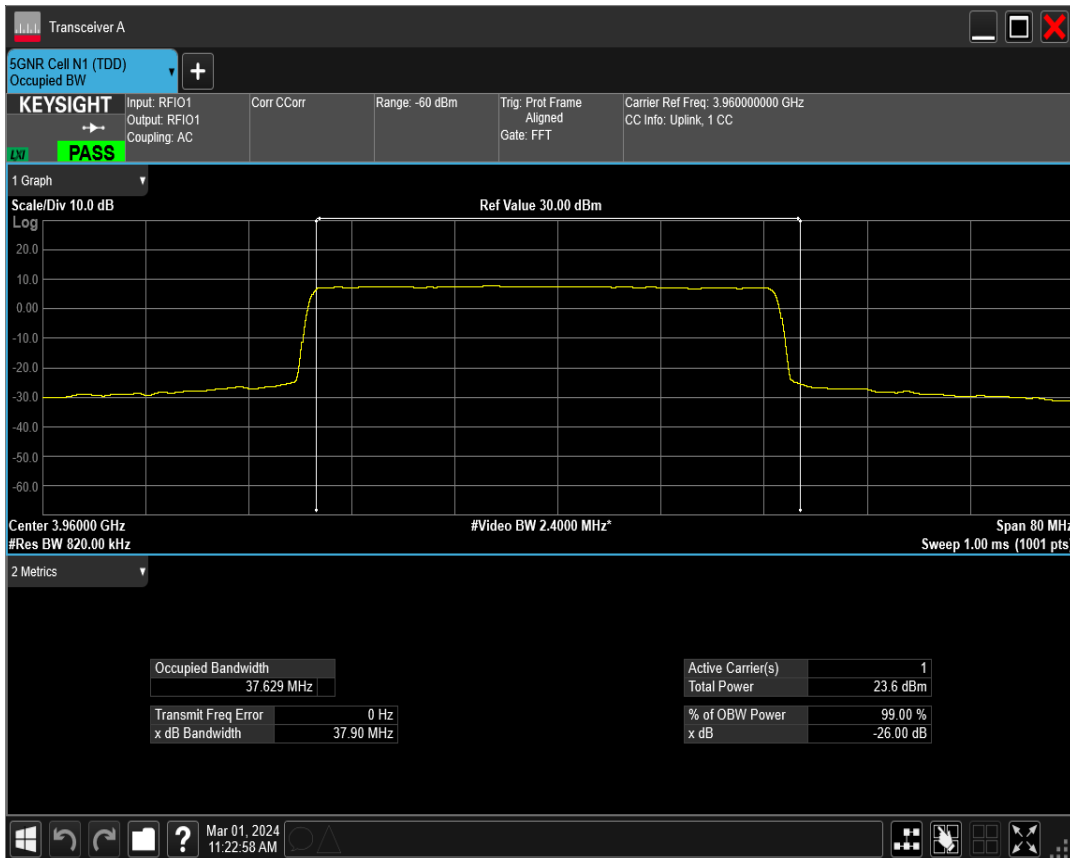 Transceiver A
5GNR Cell N1 (TDD)
Occupied BW
+
KEYSIGHT
LXI
PASS
Input: RFIO1
Output: RFIO1
Coupling: AC
Corr CCorr
Range: -60 dBm
Trig: Prot Frame
Aligned
Gate: FFT
Carrier Ref Freq: 3.960000000 GHz
CC Info: Uplink, 1 CC
1 Graph
Scale/Div 10.0 dB
Ref Value 30.00 dBm
Log
20.0
10.0
0.00
-10.0
-20.0
-30.0
-40.0
-50.0
-60.0
Center 3.96000 GHz
#Video BW 2.4000 MHz*
Span 80 MHz
#Res BW 820.00 kHz
Sweep 1.00 ms (1001 pts)
2 Metrics
Occupied Bandwidth
37.629 MHz
Transmit Freq Error 0 Hz
x dB Bandwidth 37.90 MHz
Active Carrier(s) 1
Total Power 23.6 dBm
% of OBW Power 99.00 %
x dB -26.00 dB
?
Mar 01, 2024
11:22:58 AM